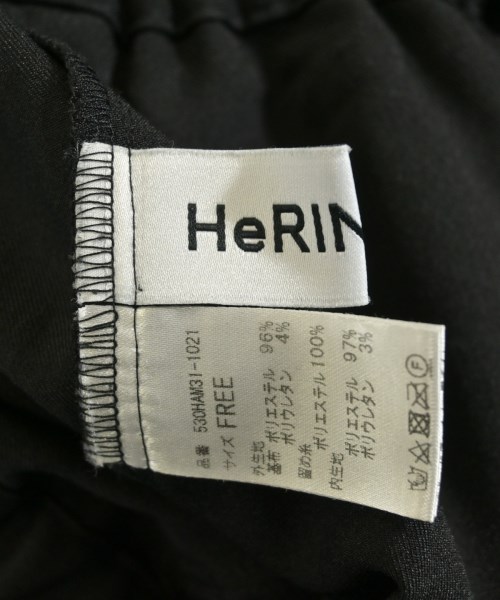 HeRIN
品番 530HAM31-1021
サイズ FREE
外生地
基布 ポリエステル 96%
ポリウレタン 4%
留め糸
ポリエステル 100%
内生地
ポリエステル 97%
ポリウレタン 3%